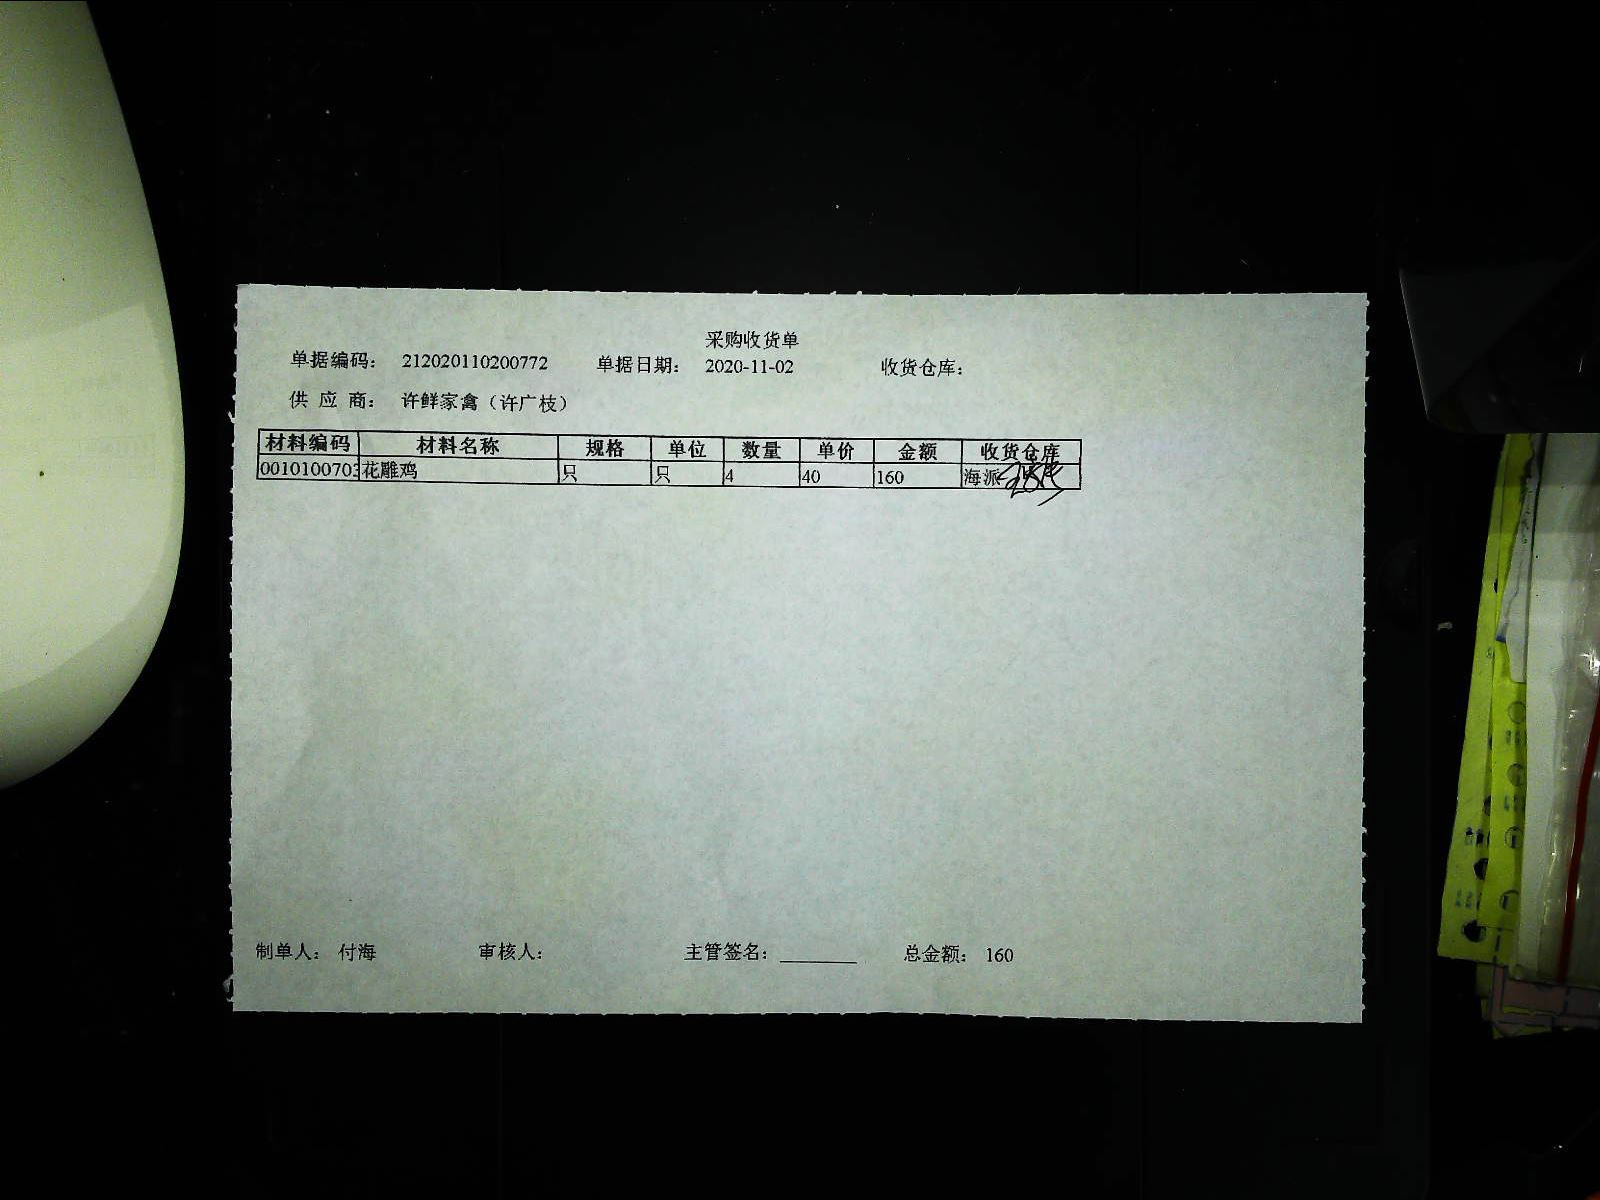 采购收货单
单据编码： 212020110200772 单据日期： 2020-11-02 收货仓库：
供 应 商： 许鲜家禽（许广枝）
材料编码 材料名称 规格 单位 数量 单价 金额 收货仓库
0010100703 花雕鸡 只 只 4 40 160 海派
制单人： 付海 审核人： 主管签名： 总金额： 160